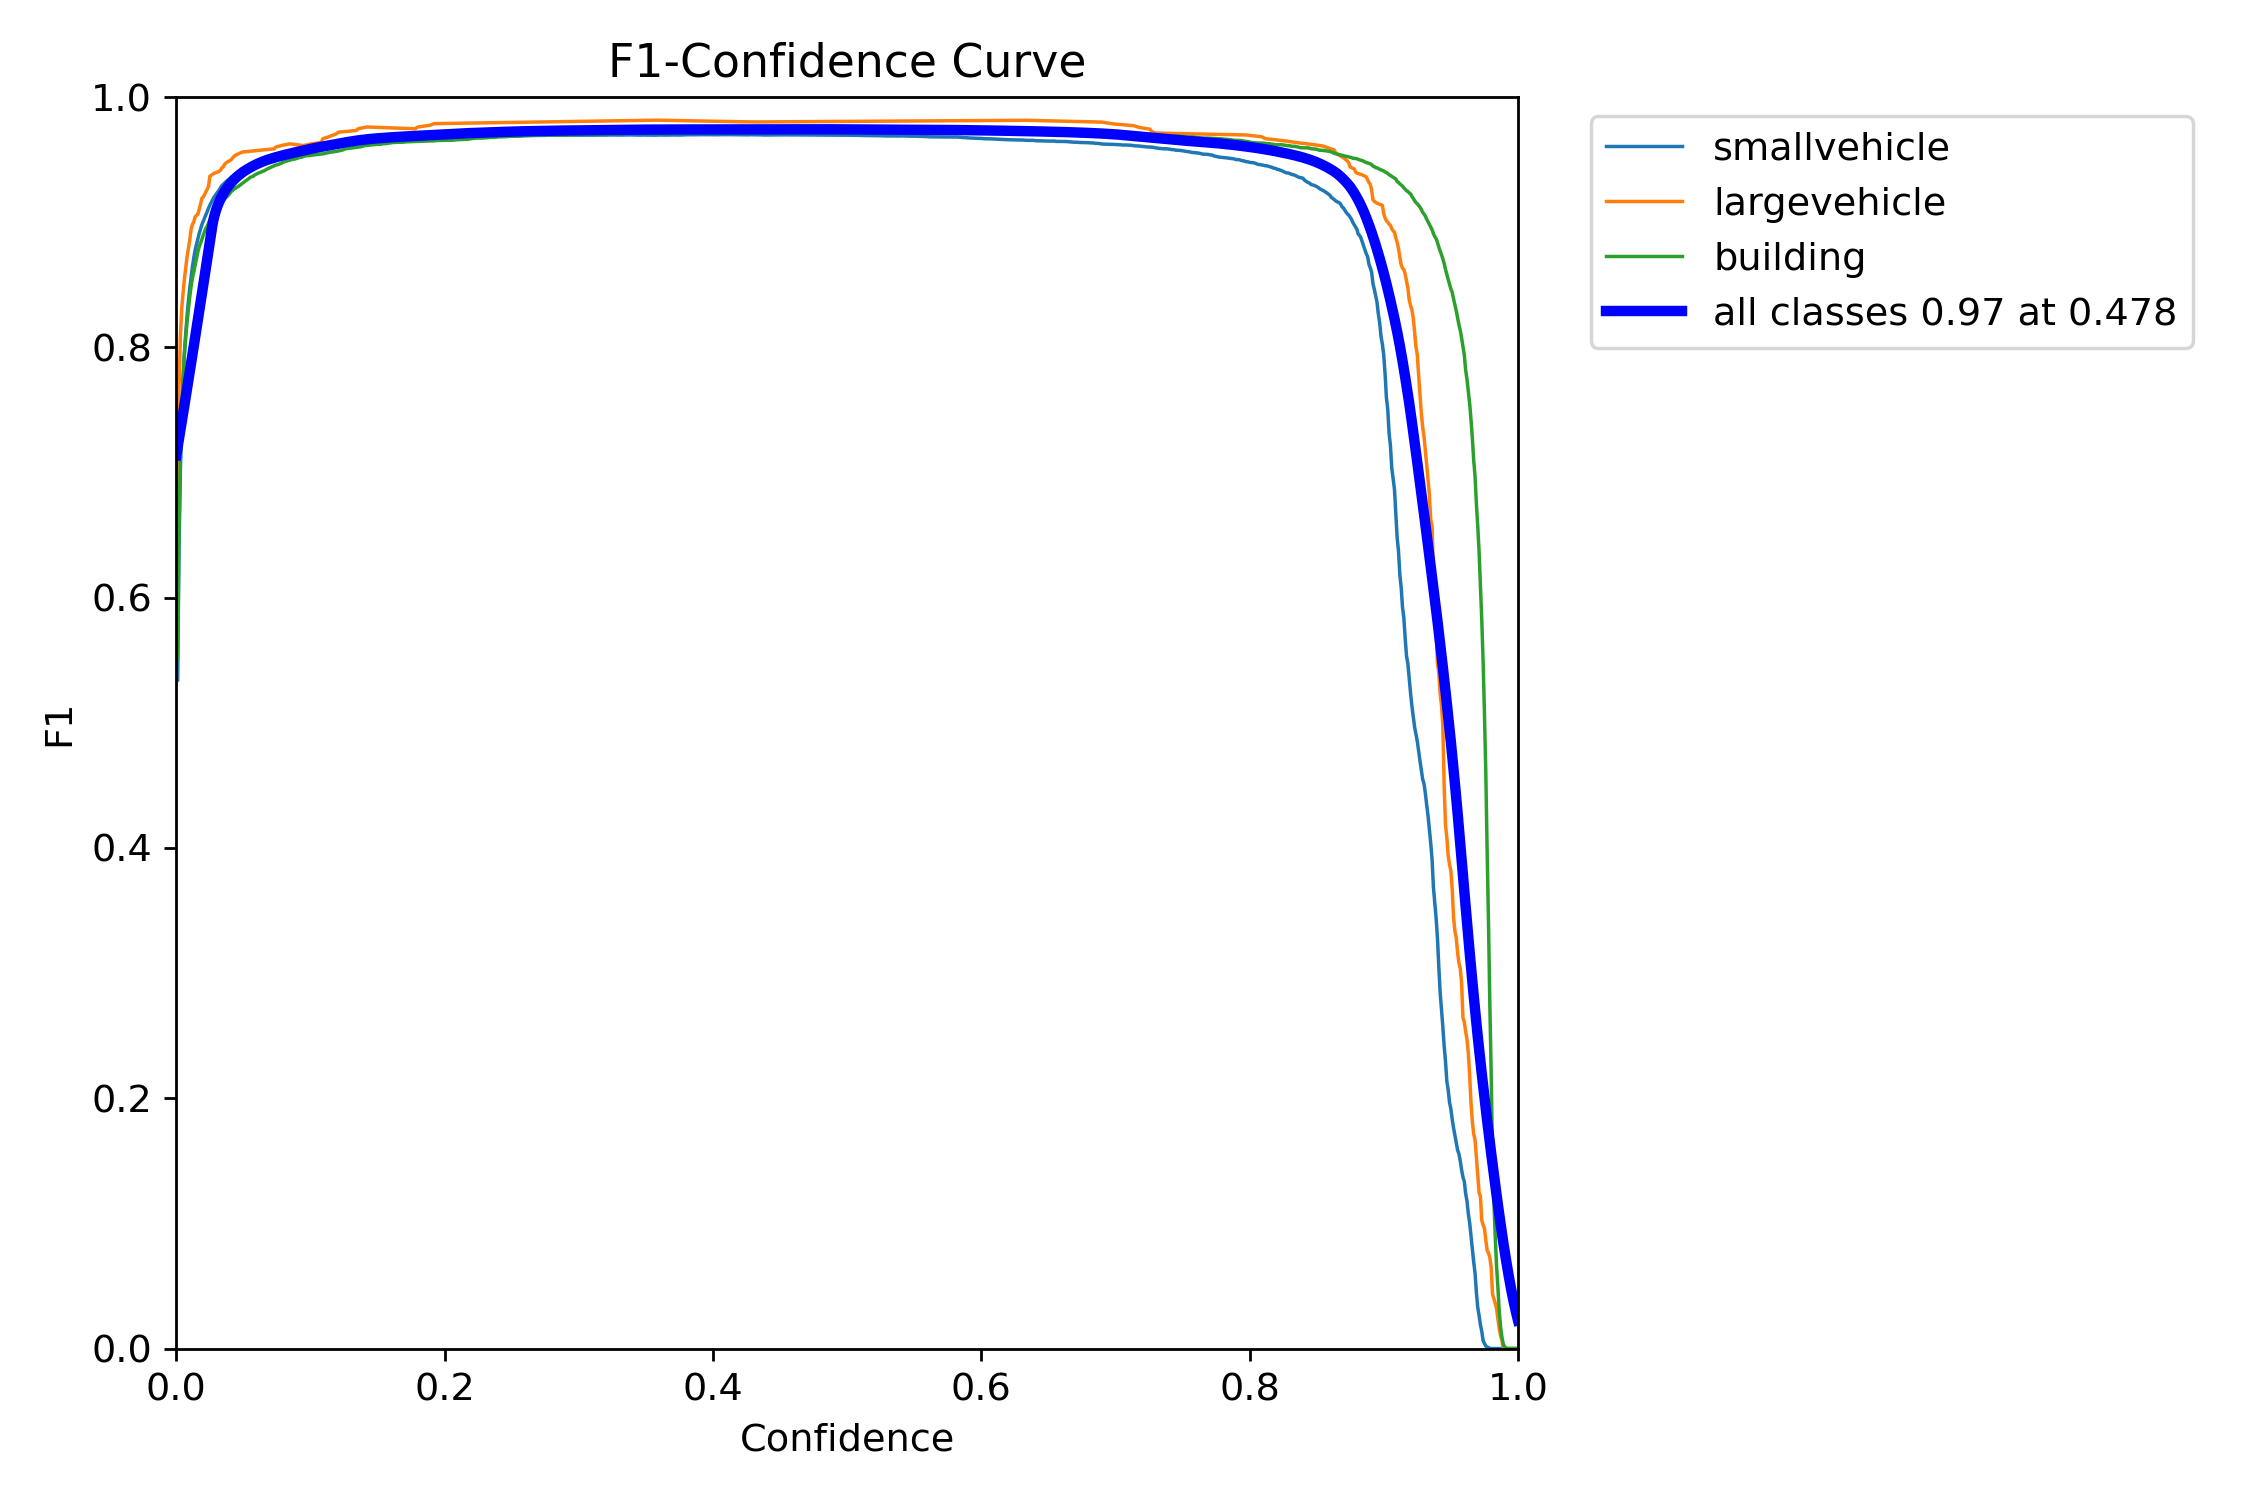 F1-Confidence Curve
1.0
0.8
0.6
0.4
0.2
0.0
F1
0.0 0.2 0.4 0.6 0.8 1.0
Confidence
smallvehicle
largevehicle
building
all classes 0.97 at 0.478